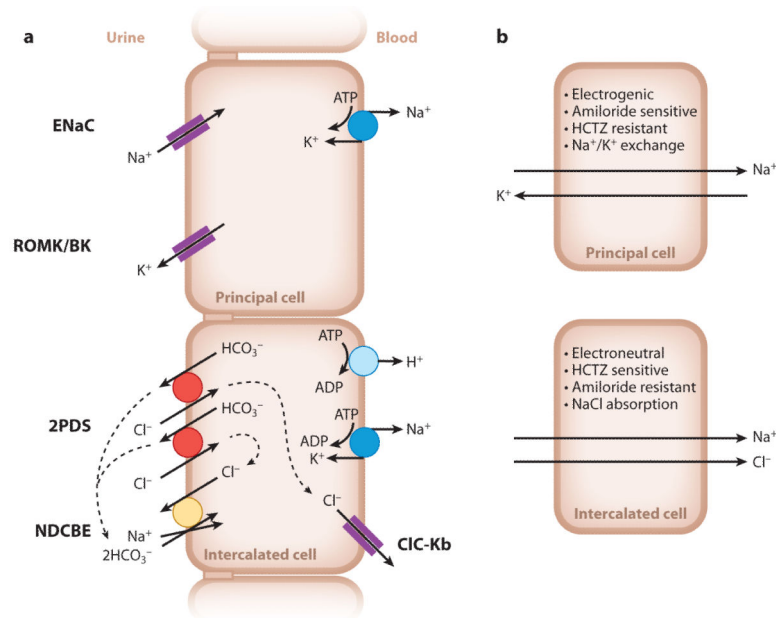 a
Urine
Blood
ENaC
Na⁺
ATP
Na⁺
K⁺
ROMK/BK
K⁺
Principal cell
HCO₃⁻
ATP
H⁺
ADP
HCO₃⁻
2PDS
Cl⁻
ATP
Na⁺
ADP
K⁺
Cl⁻
Cl⁻
Cl⁻
NDCBE
Na⁺
2HCO₃⁻
Intercalated cell
ClC-Kb
b
• Electrogenic
• Amiloride sensitive
• HCTZ resistant
• Na⁺/K⁺ exchange
Na⁺
K⁺
Principal cell
• Electroneutral
• HCTZ sensitive
• Amiloride resistant
• NaCl absorption
Na⁺
Cl⁻
Intercalated cell